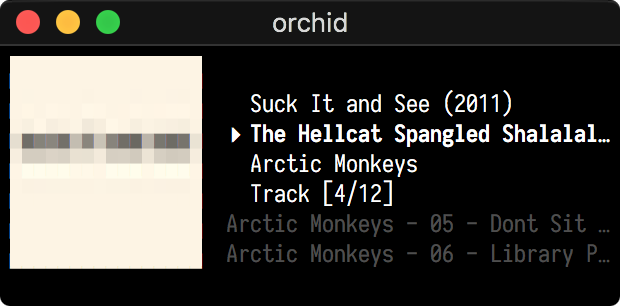 orchid
Suck It and See (2011)
The Hellcat Spangled Shalalal…
Arctic Monkeys
Track [4/12]
Arctic Monkeys - 05 - Dont Sit …
Arctic Monkeys - 06 - Library P…